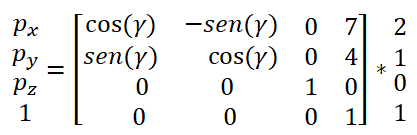 pₓ cos(γ) −sen(γ) 0 7 2
p_y = sen(γ) cos(γ) 0 4 * 1
p_z 0 0 1 0 0
1 0 0 0 1 1